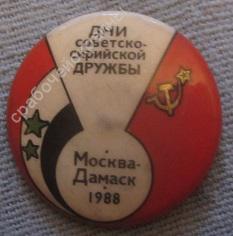 ДНИ
советско-
сирийской
ДРУЖБЫ
Москва-
Дамаск
1988